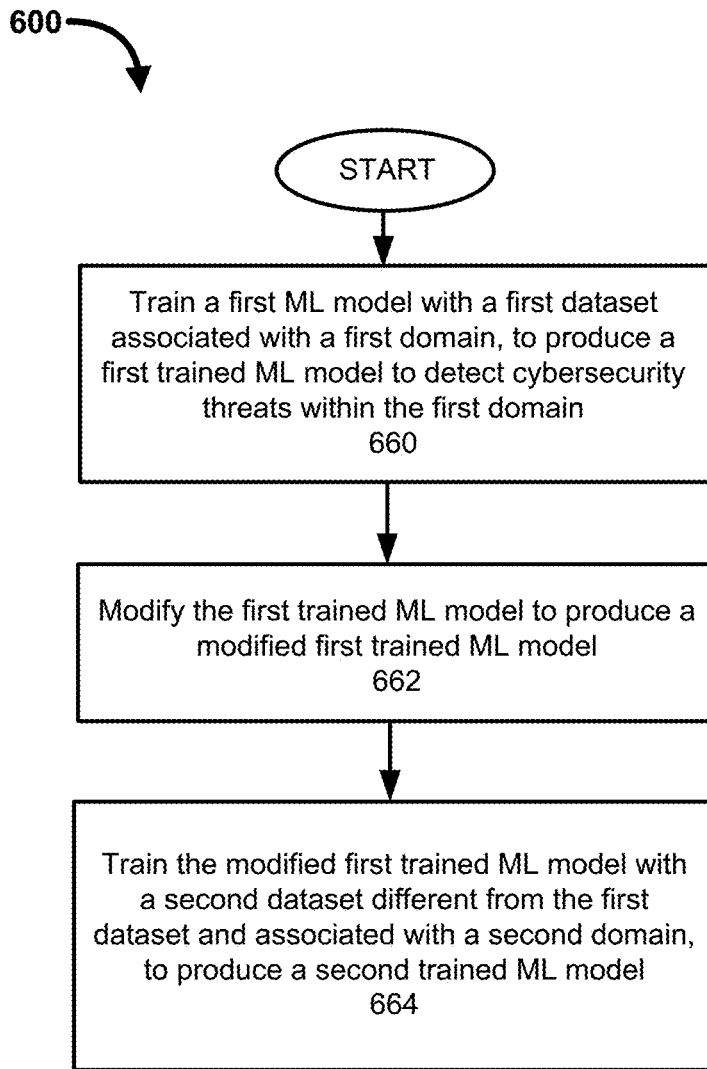 600
START
Train a first ML model with a first dataset
associated with a first domain, to produce a
first trained ML model to detect cybersecurity
threats within the first domain
660
Modify the first trained ML model to produce a
modified first trained ML model
662
Train the modified first trained ML model with
a second dataset different from the first
dataset and associated with a second domain,
to produce a second trained ML model
664